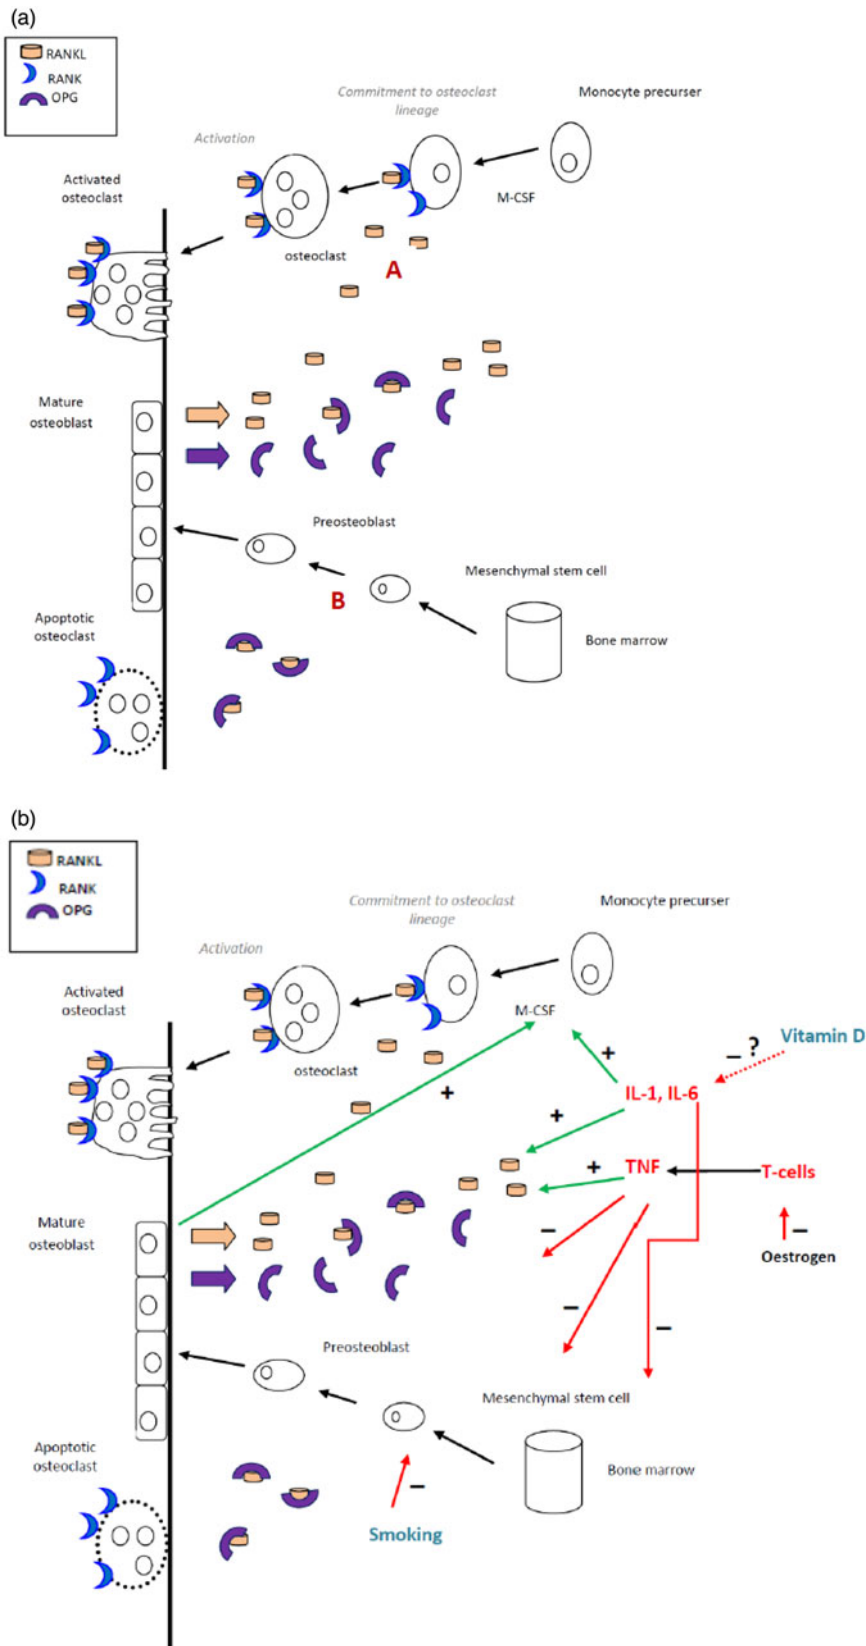 (a)
RANKL
RANK
OPG
Commitment to osteoclast
lineage
Monocyte precurser
Activation
Activated
osteoclast
M-CSF
osteoclast
A
Mature
osteoblast
Preosteoblast
Mesenchymal stem cell
B
Apoptotic
osteoclast
Bone marrow
(b)
RANKL
RANK
OPG
Commitment to osteoclast
lineage
Monocyte precurser
Activation
Activated
osteoclast
M-CSF
Vitamin D
– ?
+
osteoclast
+
IL-1, IL-6
+
+
TNF
T-cells
Mature
osteoblast
–
–
Oestrogen
–
–
Preosteoblast
Mesenchymal stem cell
Apoptotic
osteoclast
Bone marrow
–
Smoking